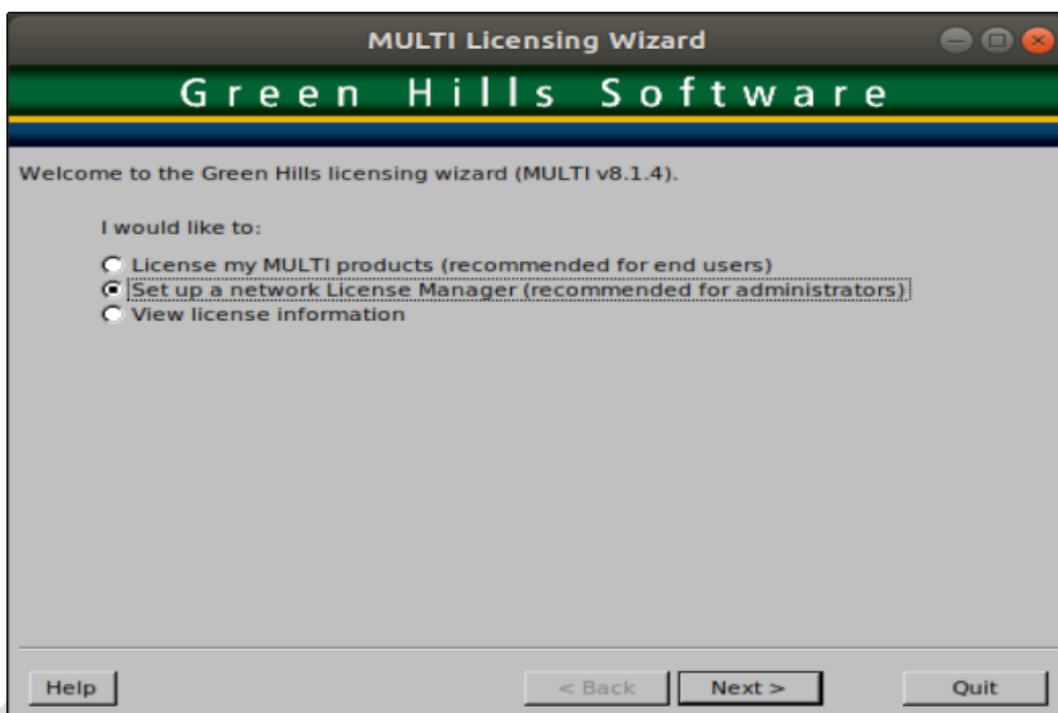 MULTI Licensing Wizard
Green Hills Software
Welcome to the Green Hills licensing wizard (MULTI v8.1.4).
I would like to:
License my MULTI products (recommended for end users)
Set up a network License Manager (recommended for administrators)
View license information
Help
< Back
Next >
Quit